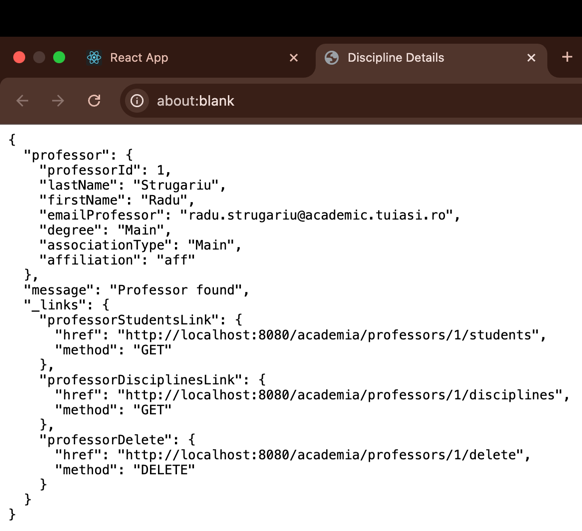 React App
Discipline Details
about:blank
{
  "professor": {
    "professorId": 1,
    "lastName": "Strugariu",
    "firstName": "Radu",
    "emailProfessor": "radu.strugariu@academic.tuiasi.ro",
    "degree": "Main",
    "associationType": "Main",
    "affiliation": "aff"
  },
  "message": "Professor found",
  "_links": {
    "professorStudentsLink": {
      "href": "http://localhost:8080/academia/professors/1/students",
      "method": "GET"
    },
    "professorDisciplinesLink": {
      "href": "http://localhost:8080/academia/professors/1/disciplines",
      "method": "GET"
    },
    "professorDelete": {
      "href": "http://localhost:8080/academia/professors/1/delete",
      "method": "DELETE"
    }
  }
}